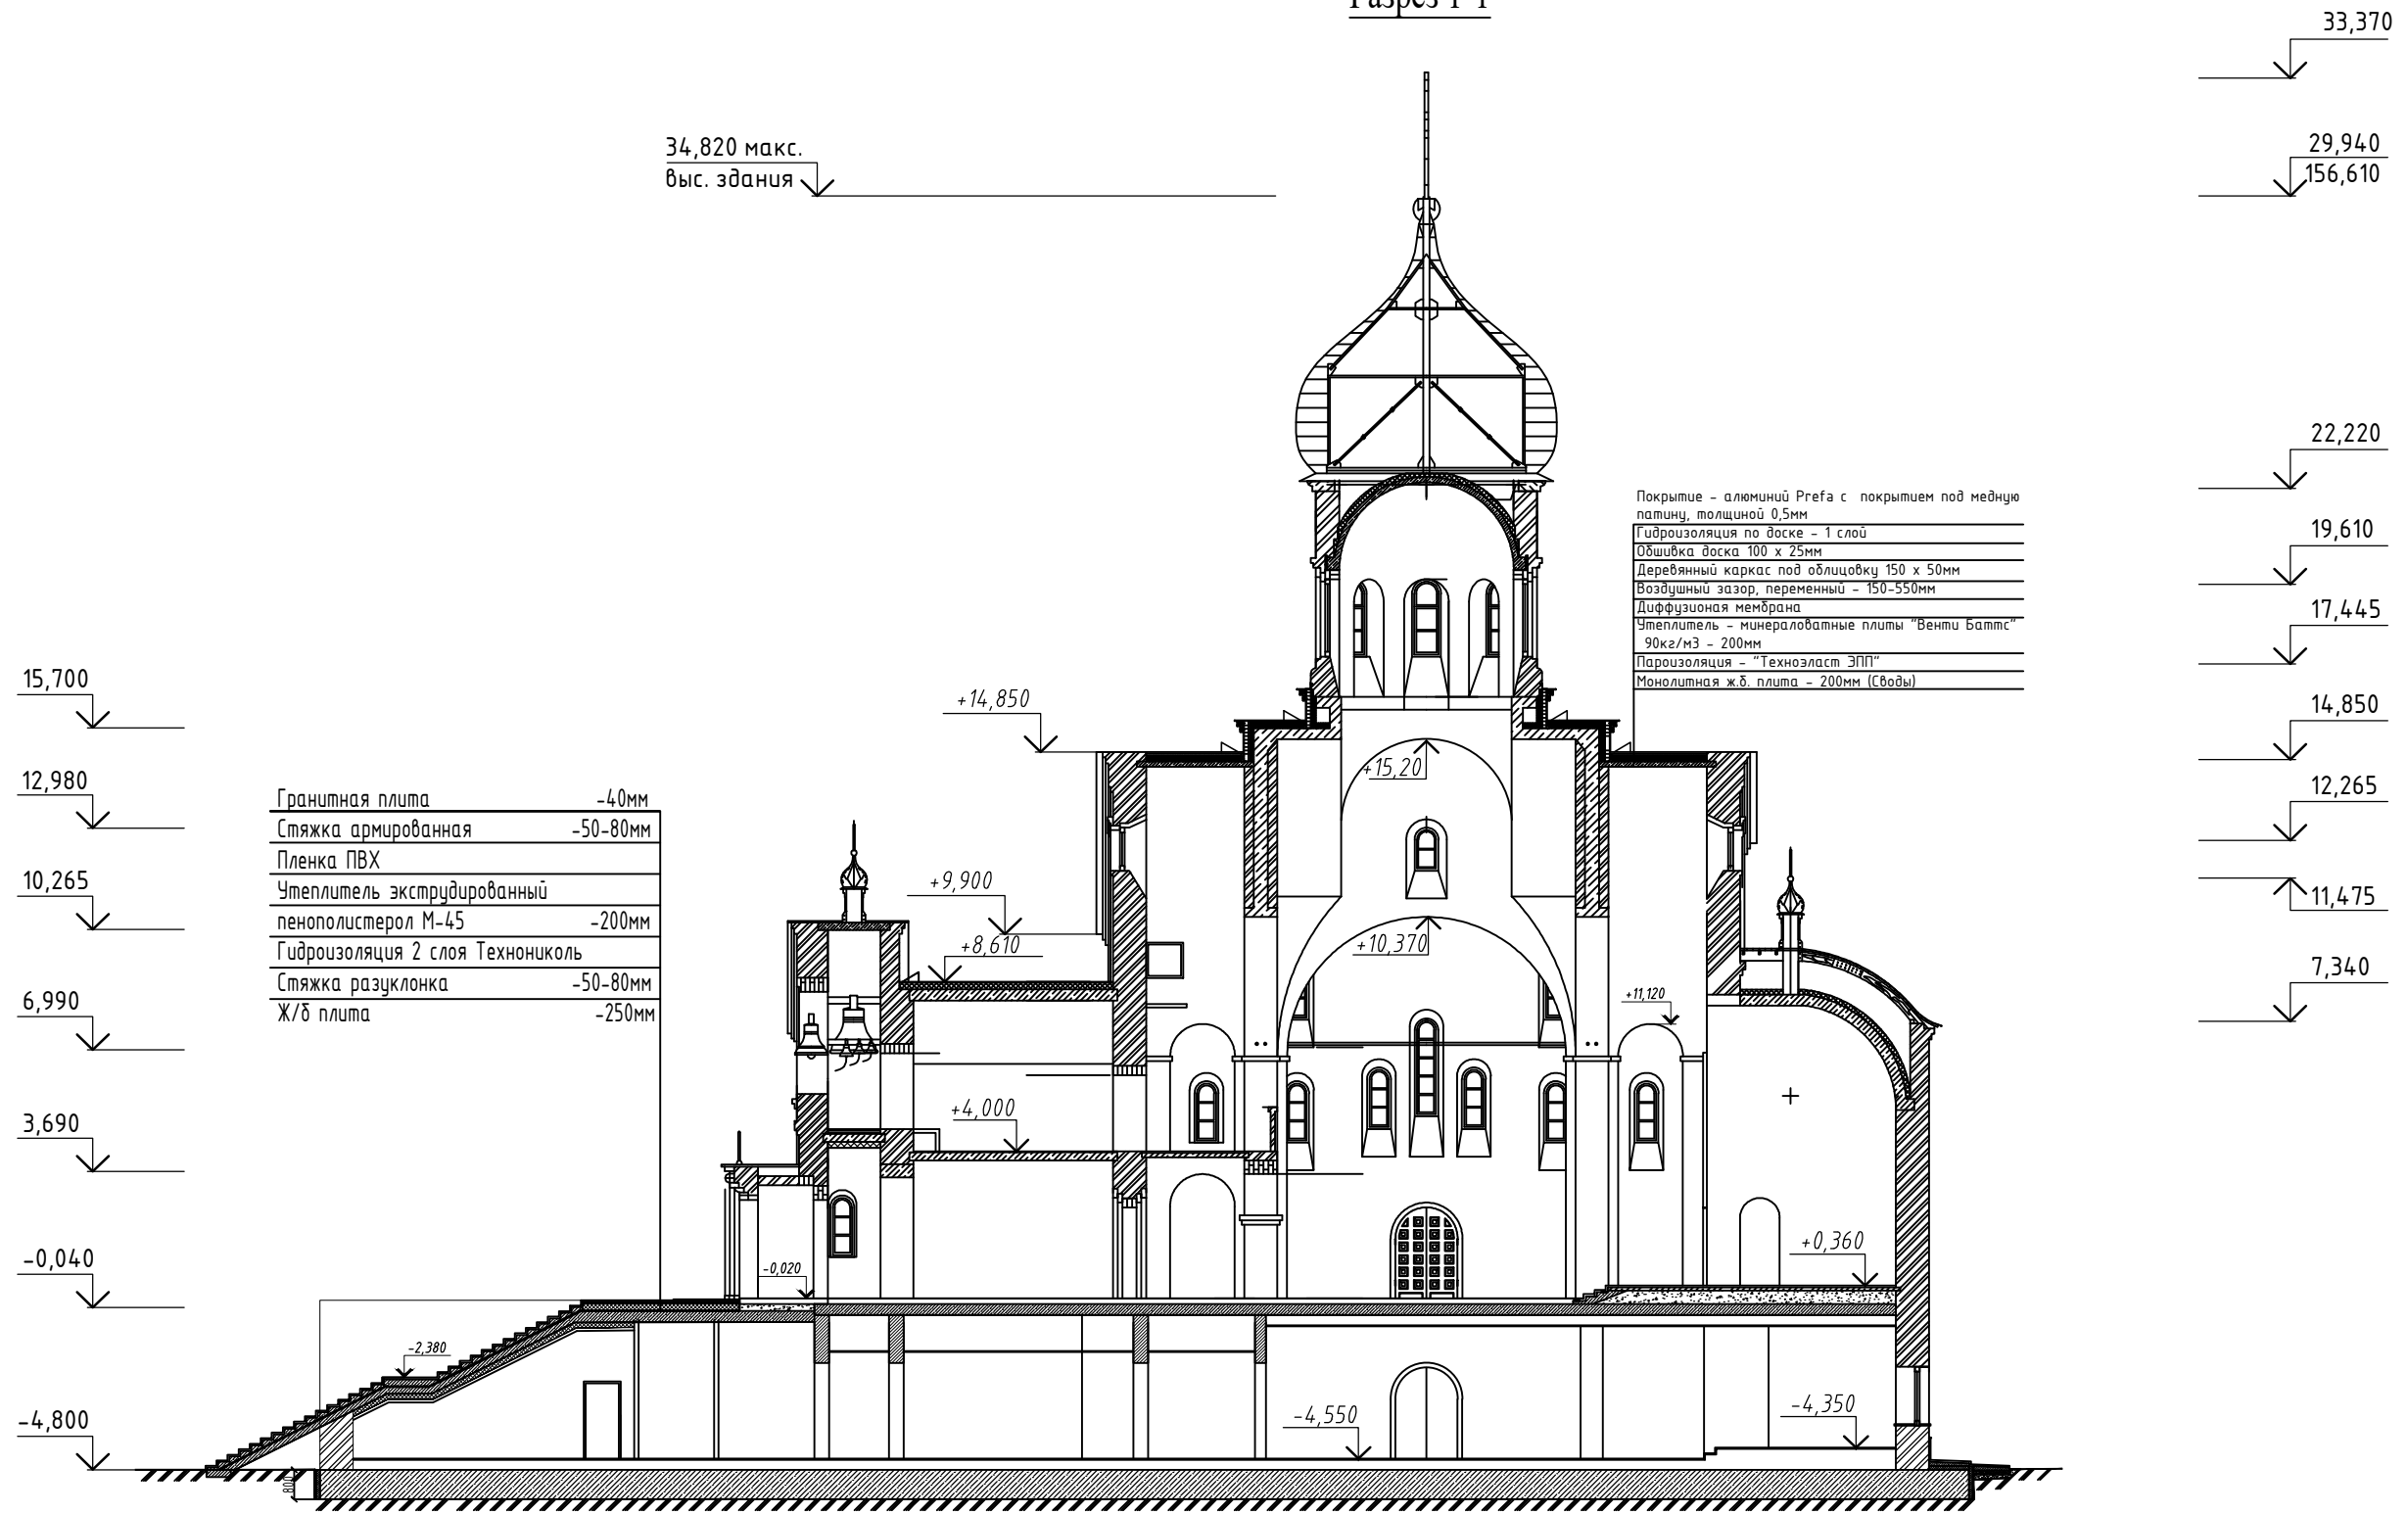 Разрез 1-1
33,370
34,820 макс.
выс. здания
29,940
156,610
22,220
19,610
17,445
14,850
12,265
11,475
7,340
15,700
12,980
10,265
6,990
3,690
-0,040
-4,800
Покрытие - алюминий Prefa с покрытием под медную
патину, толщиной 0,5мм
Гидроизоляция по доске - 1 слой
Обшивка доска 100 х 25мм
Деревянный каркас под облицовку 150 х 50мм
Воздушный зазор, переменный - 150-550мм
Диффузионая мембрана
Утеплитель - минераловатные плиты "Венти Баттс"
90кг/м3 - 200мм
Пароизоляция - "Техноэласт ЭПП"
Монолитная ж.б. плита - 200мм (Своды)
Гранитная плита -40мм
Стяжка армированная -50-80мм
Пленка ПВХ
Утеплитель экструдированный
пенополистерол М-45 -200мм
Гидроизоляция 2 слоя Технониколь
Стяжка разуклонка -50-80мм
Ж/б плита -250мм
+14,850
+15,20
+9,900
+8,610
+10,370
+11,120
+4,000
+0,360
-0,020
-2,380
-4,550
-4,350
800